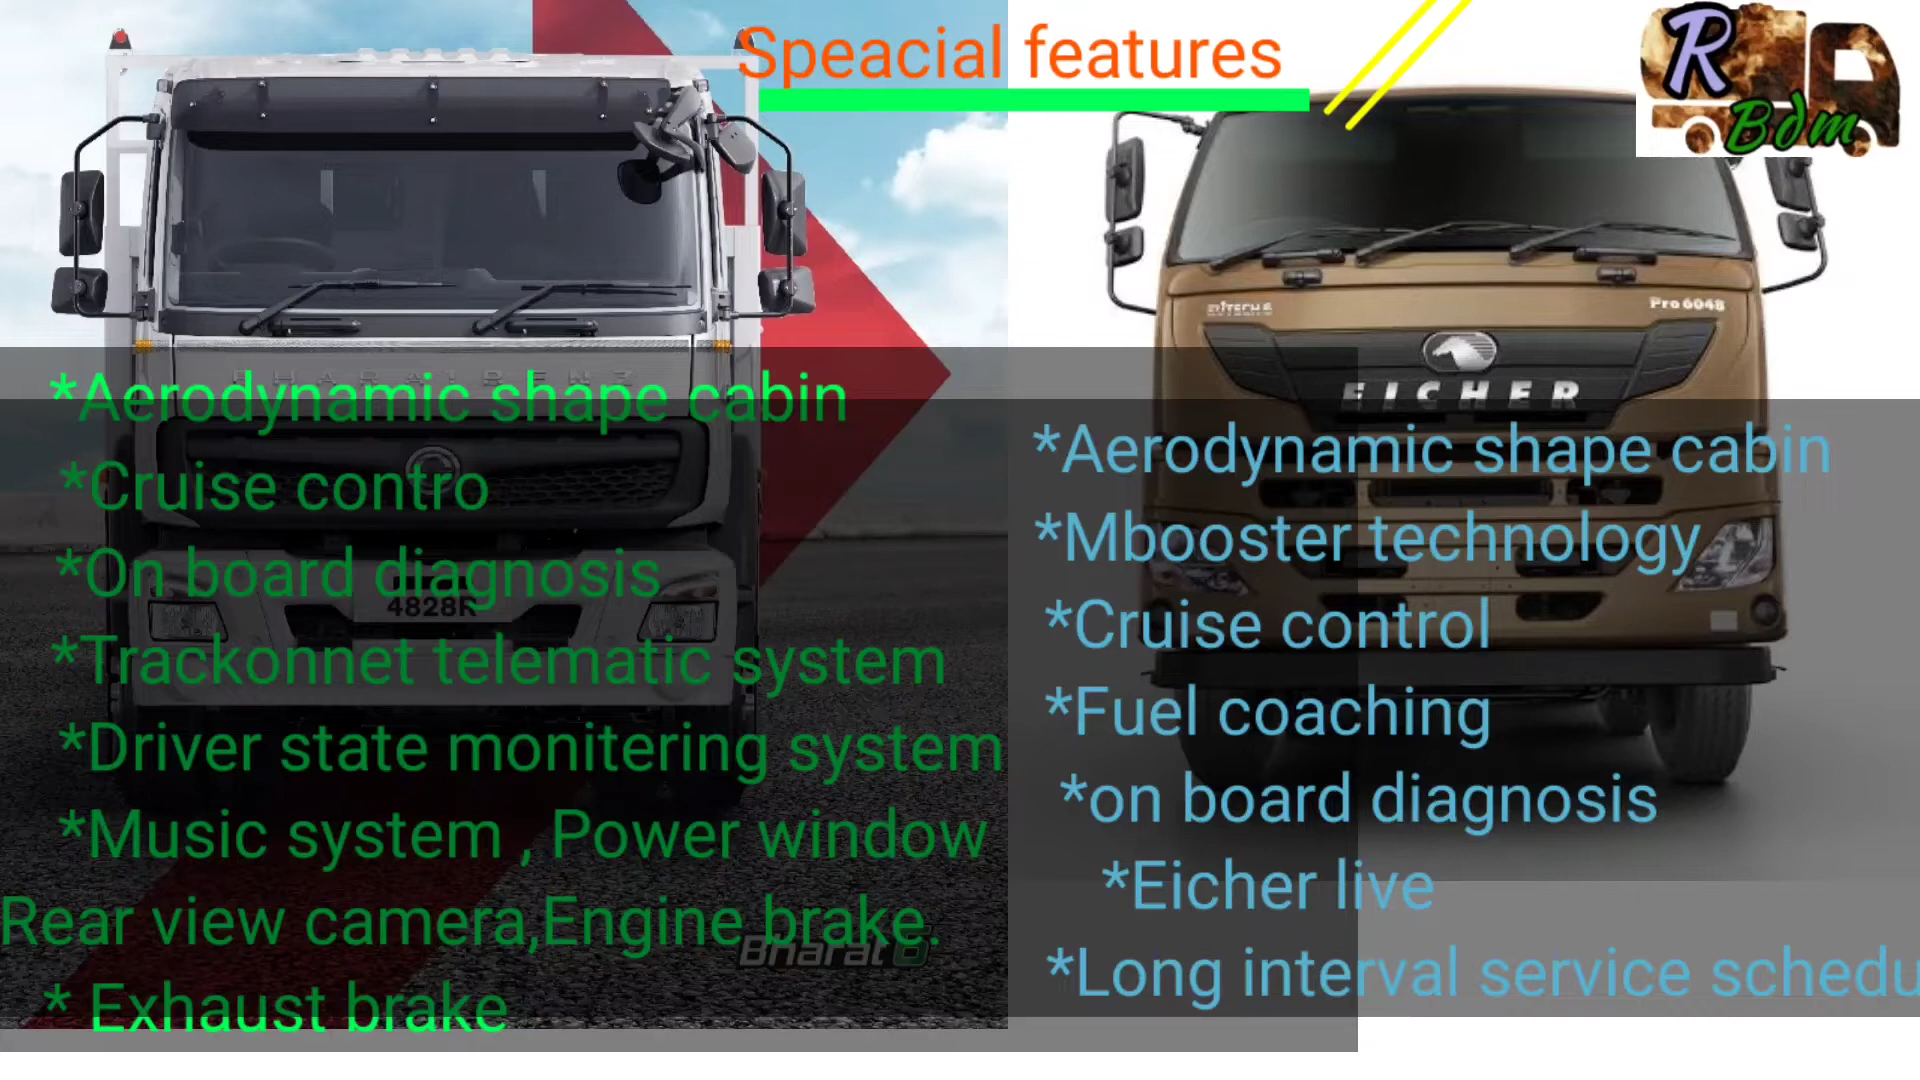 Speacial features
R
Bdm
BHARATBENZ
*Aerodynamic shape cabin
*Cruise contro
*On board diagnosis
4828R
*Trackonnet telematic system
*Driver state monitering system
*Music system , Power window
Rear view camera,Engine brake.
Bharat 6
* Exhaust brake
Pro 6048
EICHER
*Aerodynamic shape cabin
*Mbooster technology
*Cruise control
*Fuel coaching
*on board diagnosis
*Eicher live
*Long interval service schedu